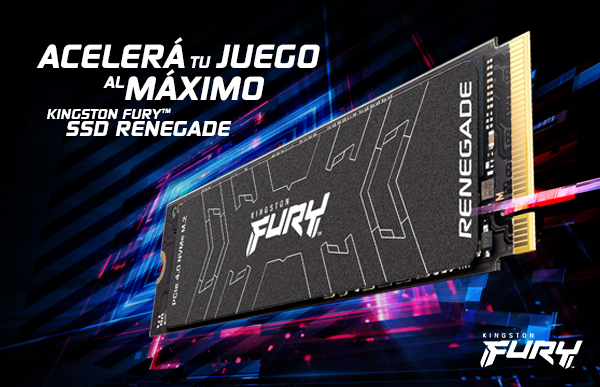 ACELERÁ TU JUEGO
AL MÁXIMO
KINGSTON FURY™
SSD RENEGADE
RENEGADE
KINGSTON
FURY
PCIe 4.0 NVMe M.2
KINGSTON
FURY